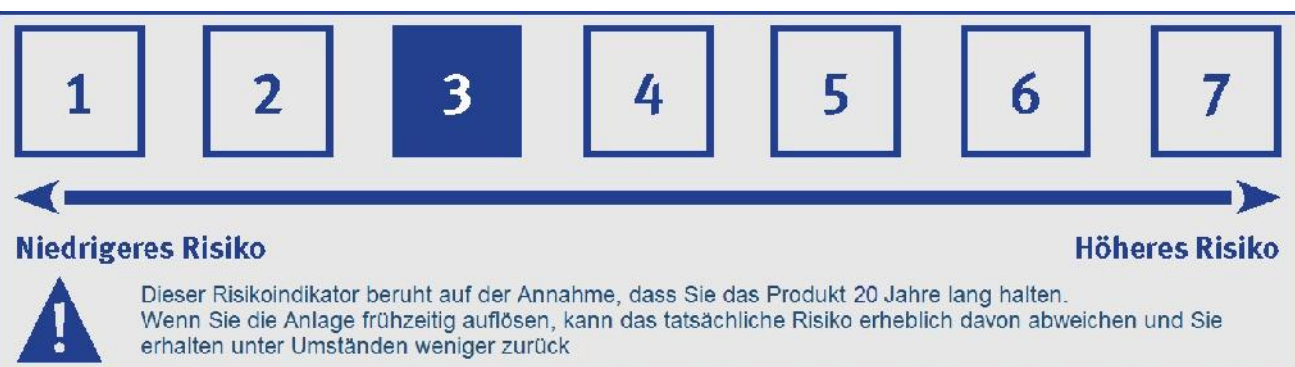 1 2 3 4 5 6 7
Niedrigeres Risiko Höheres Risiko
!
Dieser Risikoindikator beruht auf der Annahme, dass Sie das Produkt 20 Jahre lang halten.
Wenn Sie die Anlage frühzeitig auflösen, kann das tatsächliche Risiko erheblich davon abweichen und Sie
erhalten unter Umständen weniger zurück